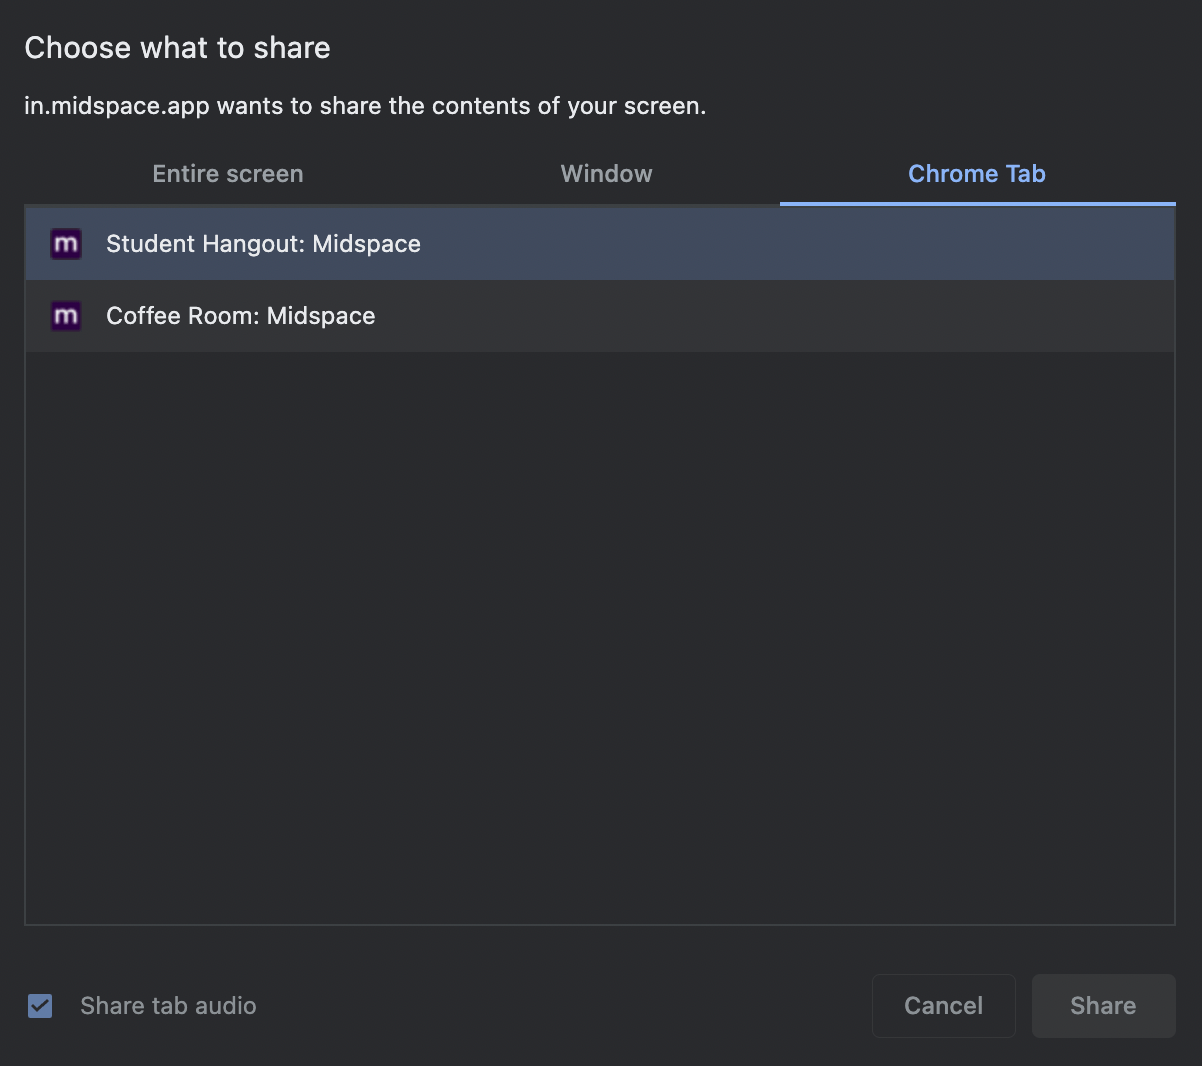 Choose what to share
in.midspace.app wants to share the contents of your screen.
Entire screen Window Chrome Tab
m Student Hangout: Midspace
m Coffee Room: Midspace
Share tab audio Cancel Share